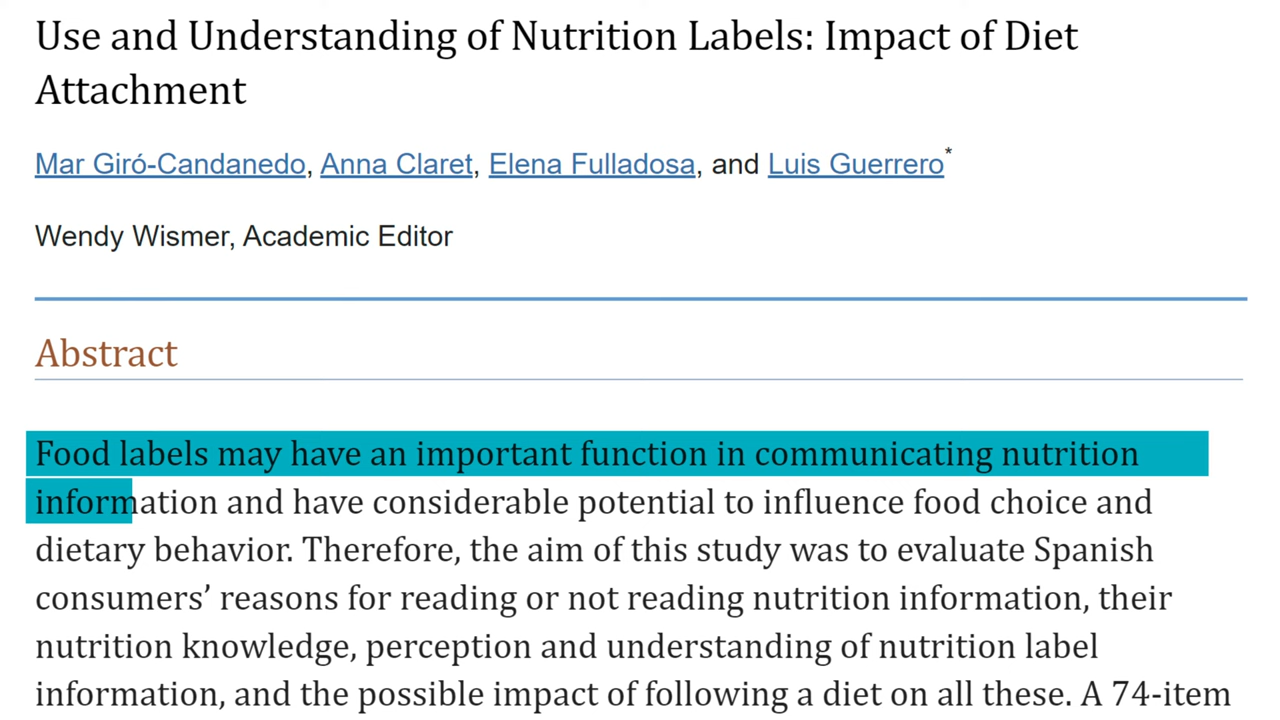 Use and Understanding of Nutrition Labels: Impact of Diet
Attachment
Mar Giró-Candanedo, Anna Claret, Elena Fulladosa, and Luis Guerrero*
Wendy Wismer, Academic Editor
Abstract
Food labels may have an important function in communicating nutrition
information and have considerable potential to influence food choice and
dietary behavior. Therefore, the aim of this study was to evaluate Spanish
consumers’ reasons for reading or not reading nutrition information, their
nutrition knowledge, perception and understanding of nutrition label
information, and the possible impact of following a diet on all these. A 74-item